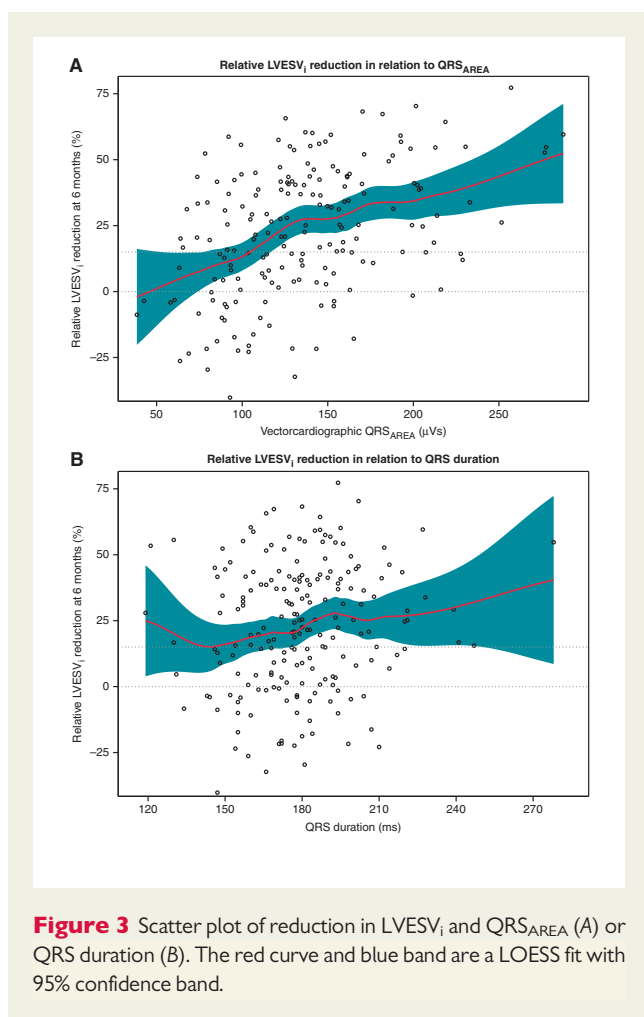 A
Relative LVESVi reduction in relation to QRSAREA
Relative LVESVi reduction at 6 months (%)
75
50
25
0
−25
50
100
150
200
250
Vectorcardiographic QRSAREA (μVs)
B
Relative LVESVi reduction in relation to QRS duration
Relative LVESVi reduction at 6 months (%)
75
50
25
0
−25
120
150
180
210
240
270
QRS duration (ms)
Figure 3 Scatter plot of reduction in LVESVi and QRSAREA (A) or
QRS duration (B). The red curve and blue band are a LOESS fit with
95% confidence band.